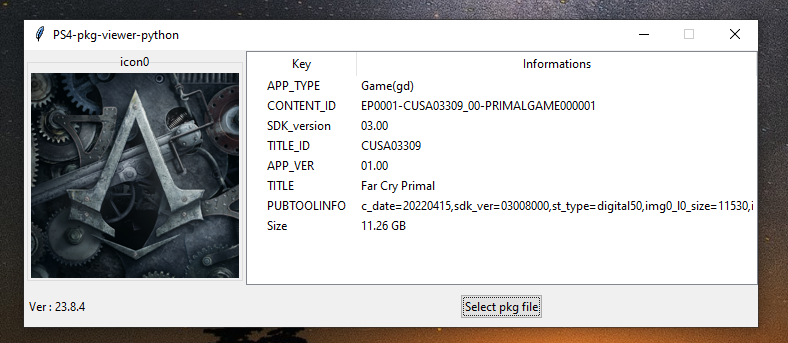 PS4-pkg-viewer-python
icon0
Key Informations
APP_TYPE Game(gd)
CONTENT_ID EP0001-CUSA03309_00-PRIMALGAME000001
SDK_version 03.00
TITLE_ID CUSA03309
APP_VER 01.00
TITLE Far Cry Primal
PUBTOOLINFO c_date=20220415,sdk_ver=03008000,st_type=digital50,img0_l0_size=11530,i
Size 11.26 GB
Ver : 23.8.4
Select pkg file